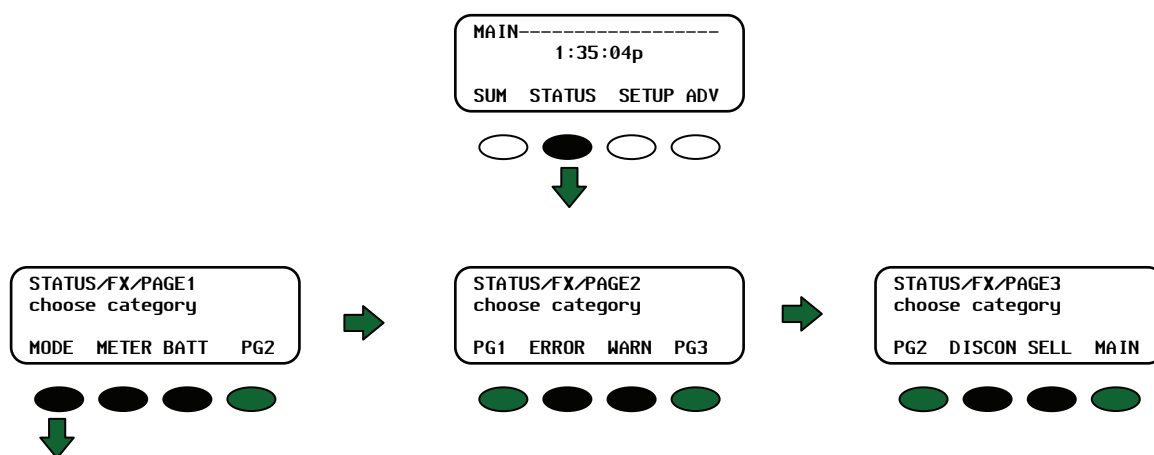 MAIN-------------------
1:35:04p
SUM STATUS SETUP ADV
STATUS/FX/PAGE1
choose category
MODE METER BATT PG2
STATUS/FX/PAGE2
choose category
PG1 ERROR WARN PG3
STATUS/FX/PAGE3
choose category
PG2 DISCON SELL MAIN